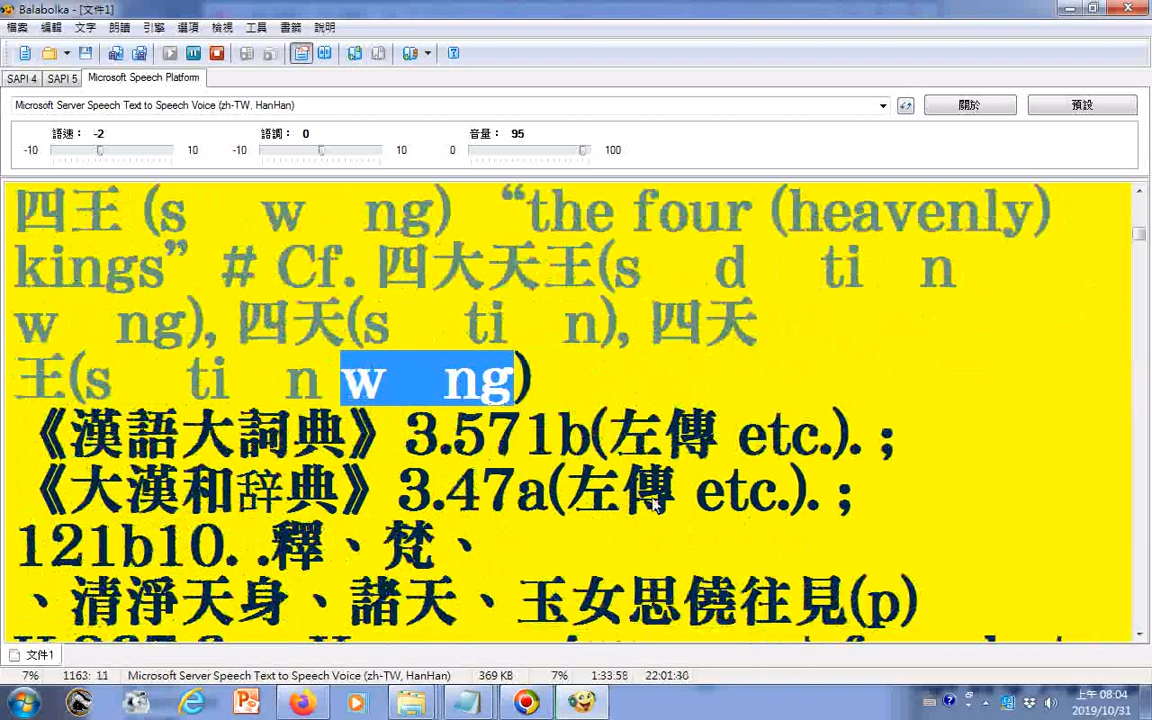 Balabolka - [文件1]
檔案 編輯 文字 朗讀 引擎 選項 檢視 工具 書籤 說明
SAPI 4 SAPI 5 Microsoft Speech Platform
Microsoft Server Speech Text to Speech Voice (zh-TW, HanHan) 關於 預設
語速： -2 語調： 0 音量： 95
-10 10 -10 10 0 100
四王 (s w ng) “the four (heavenly)
kings” # Cf. 四大天王(s d ti n
w ng), 四天(s ti n), 四天
王(s ti n w ng)
《漢語大詞典》 3.571b(左傳 etc.). ;
《大漢和辞典》 3.47a(左傳 etc.). ;
121b10. .釋、梵、
、清淨天身、諸天、玉女思僥往見(p)
文件1
7% 1163: 11 Microsoft Server Speech Text to Speech Voice (zh-TW, HanHan) 369 KB 7% 1:33:58 22:01:30
上午 08:04
2019/10/31